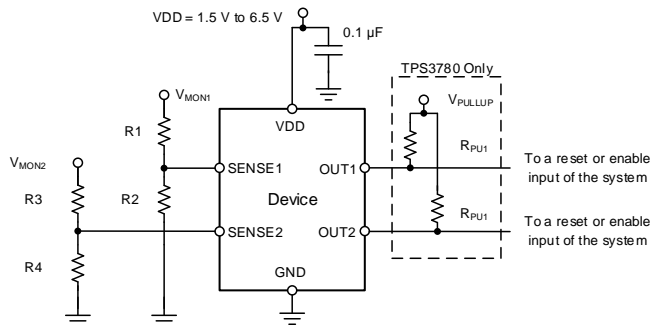 VDD = 1.5 V to 6.5 V
0.1 µF
TPS3780 Only
VMON1
VPULLUP
R1
VDD
RPU1
VMON2
SENSE1
OUT1
To a reset or enable
input of the system
R3
R2
Device
RPU1
SENSE2
OUT2
To a reset or enable
input of the system
R4
GND